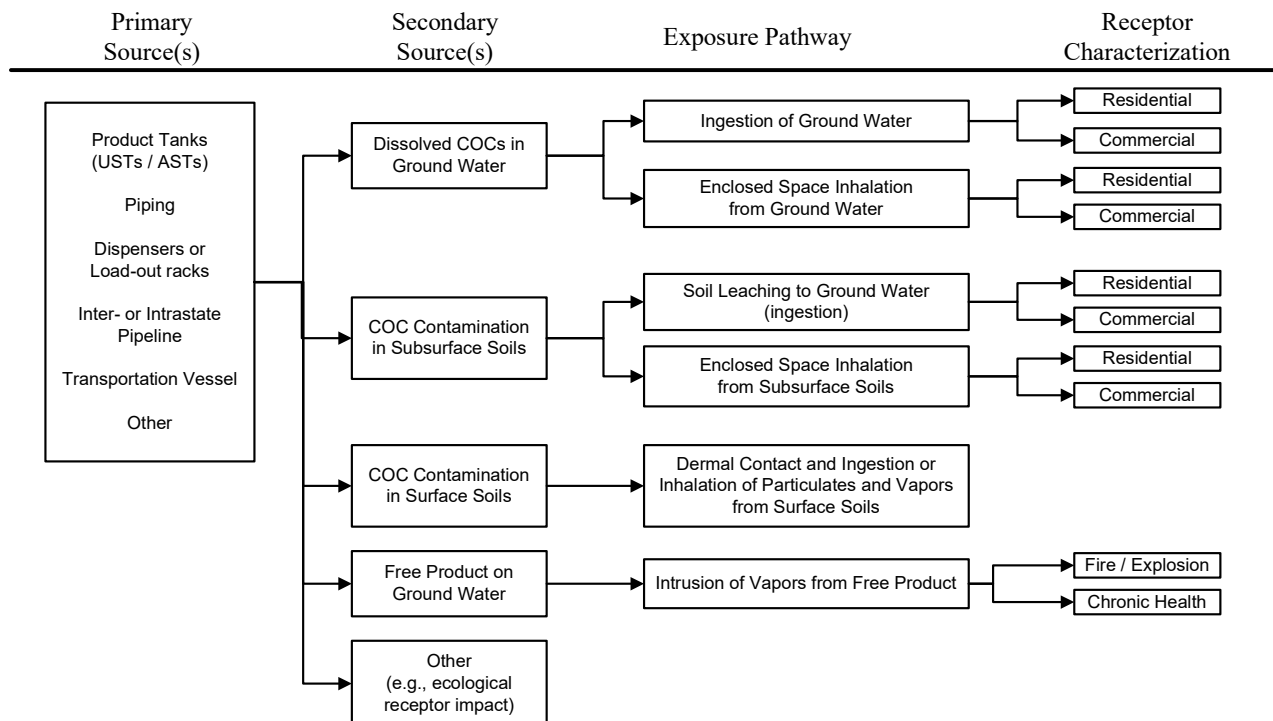 Primary
Source(s)
Secondary
Source(s)
Exposure Pathway
Receptor
Characterization
Product Tanks
(USTs / ASTs)
Piping
Dispensers or
Load-out racks
Inter- or Intrastate
Pipeline
Transportation Vessel
Other
Dissolved COCs in
Ground Water
Ingestion of Ground Water
Residential
Commercial
Enclosed Space Inhalation
from Ground Water
Residential
Commercial
COC Contamination
in Subsurface Soils
Soil Leaching to Ground Water
(ingestion)
Residential
Commercial
Enclosed Space Inhalation
from Subsurface Soils
Residential
Commercial
COC Contamination
in Surface Soils
Dermal Contact and Ingestion or
Inhalation of Particulates and Vapors
from Surface Soils
Free Product on
Ground Water
Intrusion of Vapors from Free Product
Fire / Explosion
Chronic Health
Other
(e.g., ecological
receptor impact)